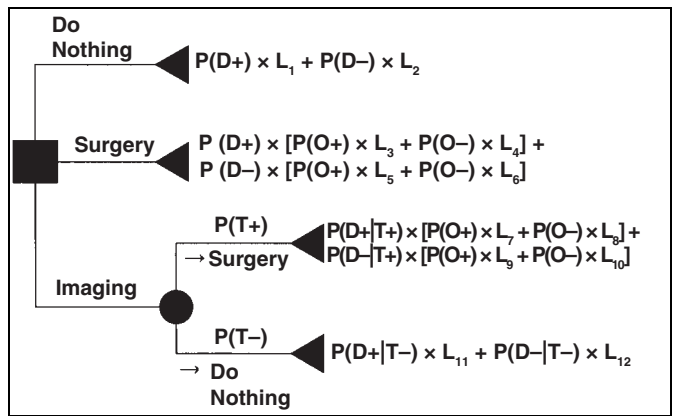 Do
Nothing
P(D+) × L₁ + P(D–) × L₂
Surgery
P (D+) × [P(O+) × L₃ + P(O–) × L₄] +
P (D–) × [P(O+) × L₅ + P(O–) × L₆]
Imaging
P(T+)
→ Surgery
P(D+|T+) × [P(O+) × L₇ + P(O–) × L₈] +
P(D–|T+) × [P(O+) × L₉ + P(O–) × L₁₀]
P(T–)
→ Do
Nothing
P(D+|T–) × L₁₁ + P(D–|T–) × L₁₂